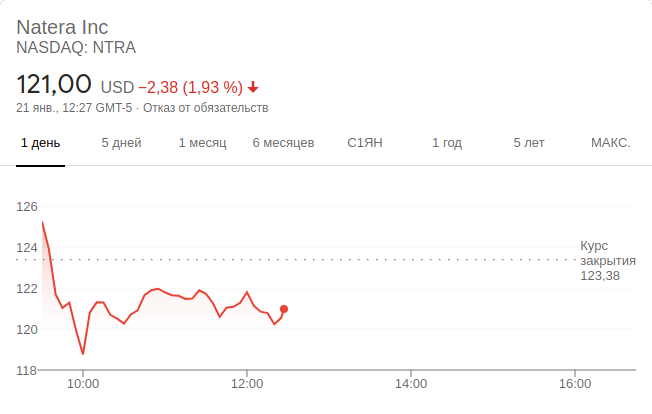 Natera Inc
NASDAQ: NTRA
121,00 USD −2,38 (1,93 %)
21 янв., 12:27 GMT-5 · Отказ от обязательств
1 день 5 дней 1 месяц 6 месяцев С1ЯН 1 год 5 лет МАКС.
126
124
122
120
118
Курс
закрытия
123,38
10:00 12:00 14:00 16:00